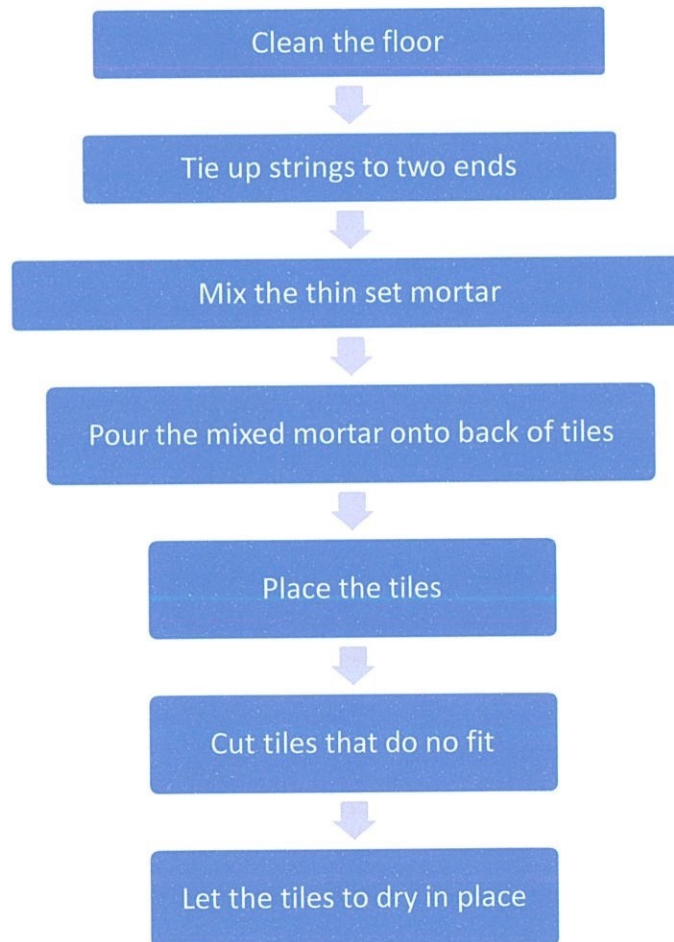 Clean the floor
Tie up strings to two ends
Mix the thin set mortar
Pour the mixed mortar onto back of tiles
Place the tiles
Cut tiles that do no fit
Let the tiles to dry in place